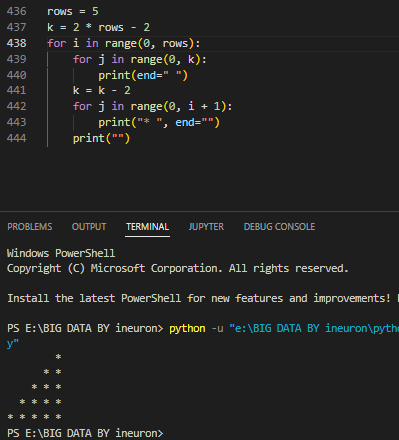 436 rows = 5
437 k = 2 * rows - 2
438 for i in range(0, rows):
439     for j in range(0, k):
440         print(end=" ")
441     k = k - 2
442     for j in range(0, i + 1):
443         print("* ", end="")
444     print("")
PROBLEMS OUTPUT TERMINAL JUPYTER DEBUG CONSOLE
Windows PowerShell
Copyright (C) Microsoft Corporation. All rights reserved.
Install the latest PowerShell for new features and improvements!
PS E:\BIG DATA BY ineuron> python -u "e:\BIG DATA BY ineuron\pytho
y"
        *
      * *
    * * *
  * * * *
* * * * *
PS E:\BIG DATA BY ineuron>